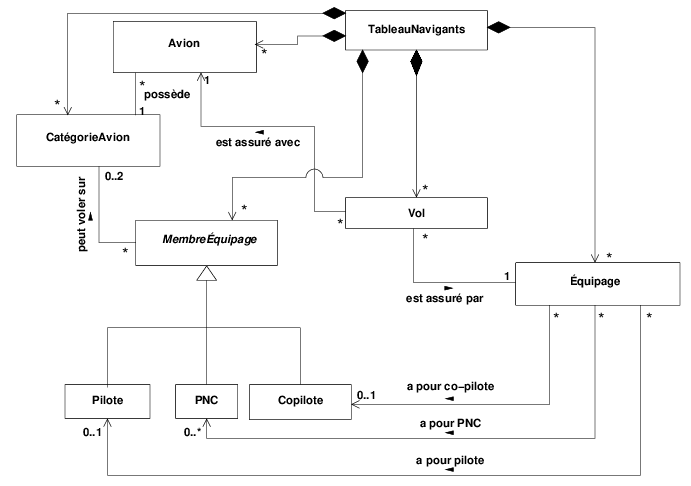 TableauNavigants
Avion
*
*
possède
1
1
*
CatégorieAvion
est assuré avec
0..2
peut voler sur
*
*
*
Vol
*
*
MembreÉquipage
*
1
est assuré par
Équipage
*
*
*
Pilote
PNC
Copilote
a pour co-pilote
0..1
a pour PNC
0..1
0..*
a pour pilote